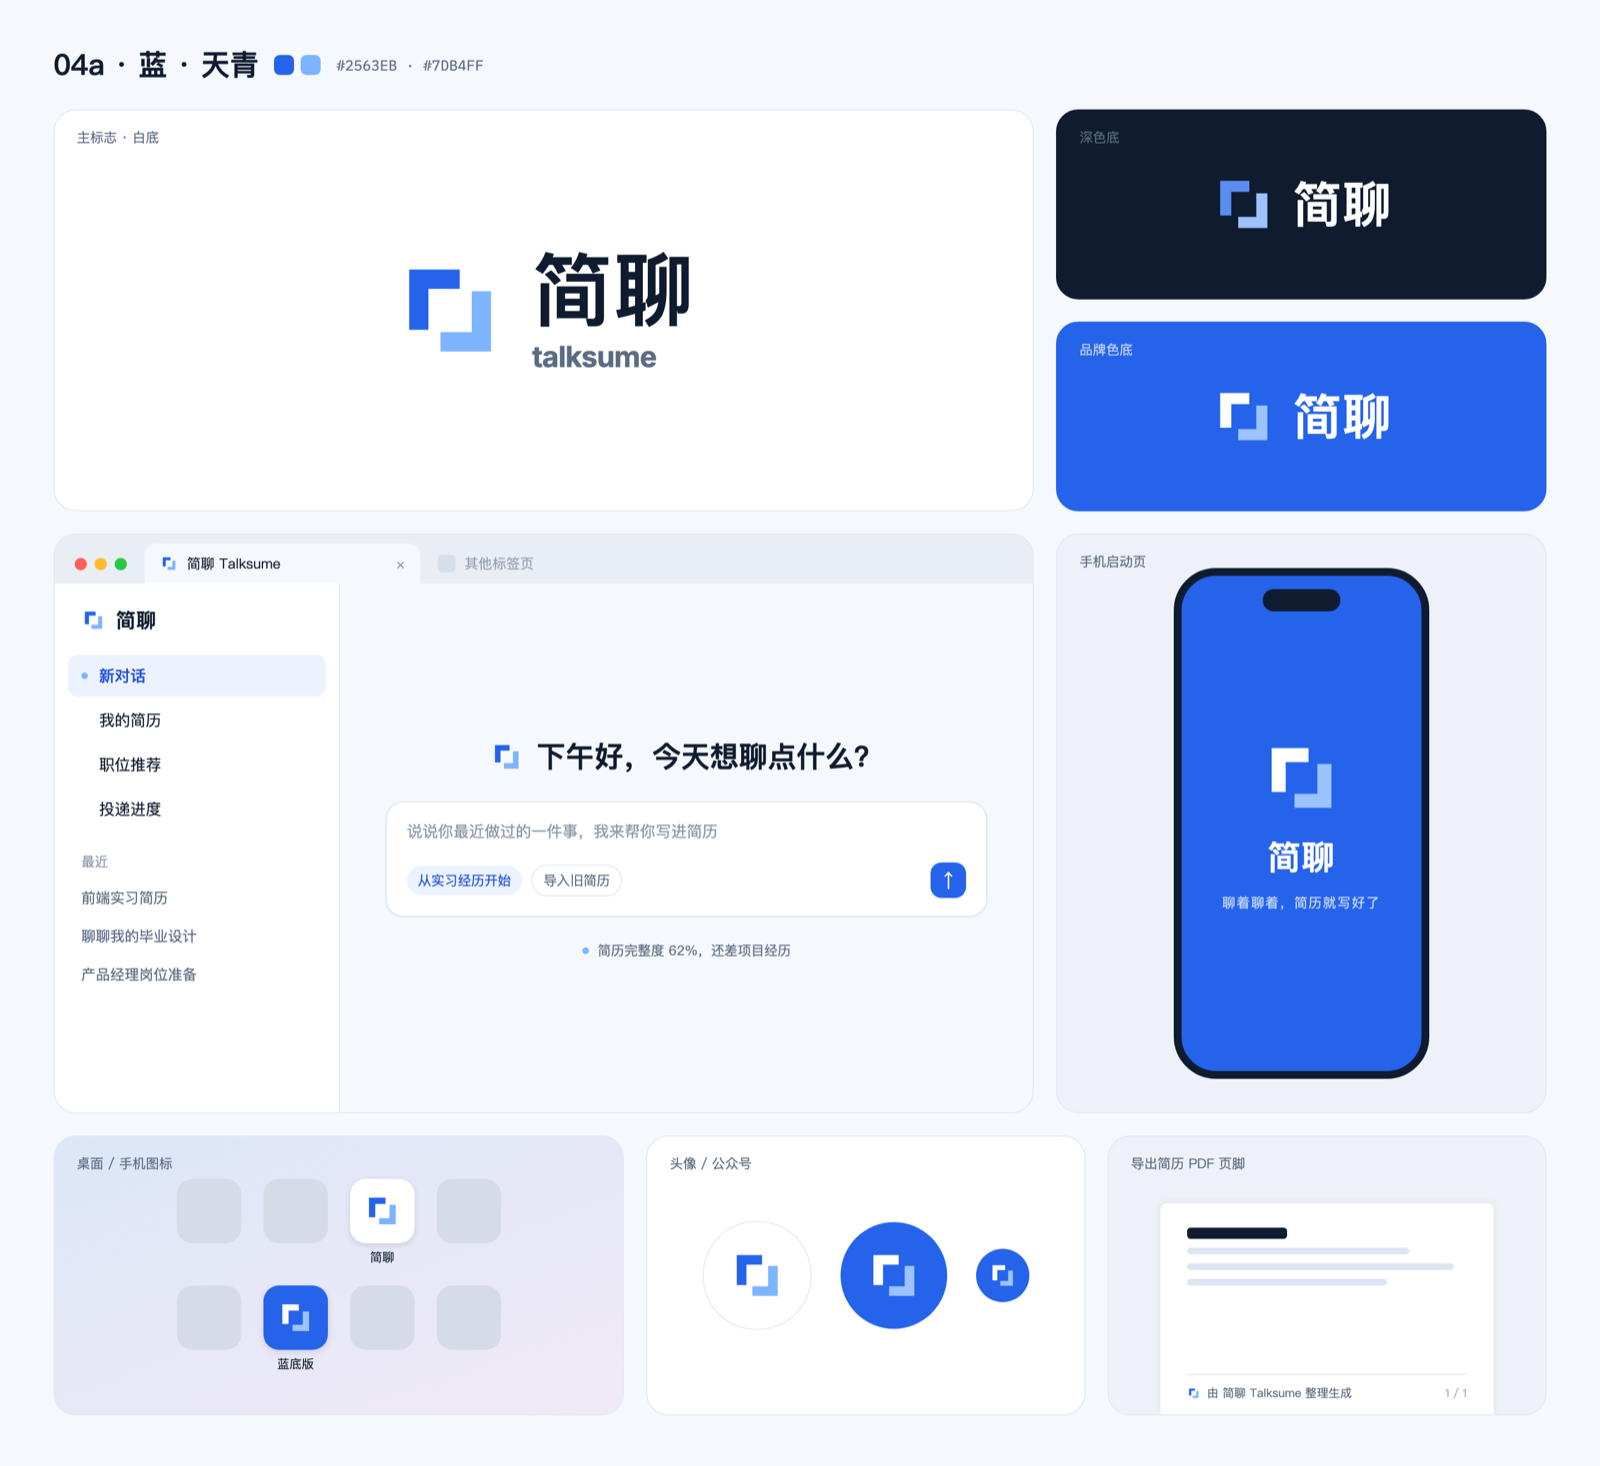 04a · 蓝 · 天青 #2563EB · #7DB4FF
主标志 · 白底
简聊
talksume
深色底
简聊
品牌色底
简聊
简聊 Talksume ×
其他标签页
简聊
新对话
我的简历
职位推荐
投递进度
最近
前端实习简历
聊聊我的毕业设计
产品经理岗位准备
下午好，今天想聊点什么？
说说你最近做过的一件事，我来帮你写进简历
从实习经历开始 导入旧简历 ↑
简历完整度 62%，还差项目经历
手机启动页
简聊
聊着聊着，简历就写好了
桌面 / 手机图标
简聊
蓝底版
头像 / 公众号
导出简历 PDF 页脚
由 简聊 Talksume 整理生成 1 / 1